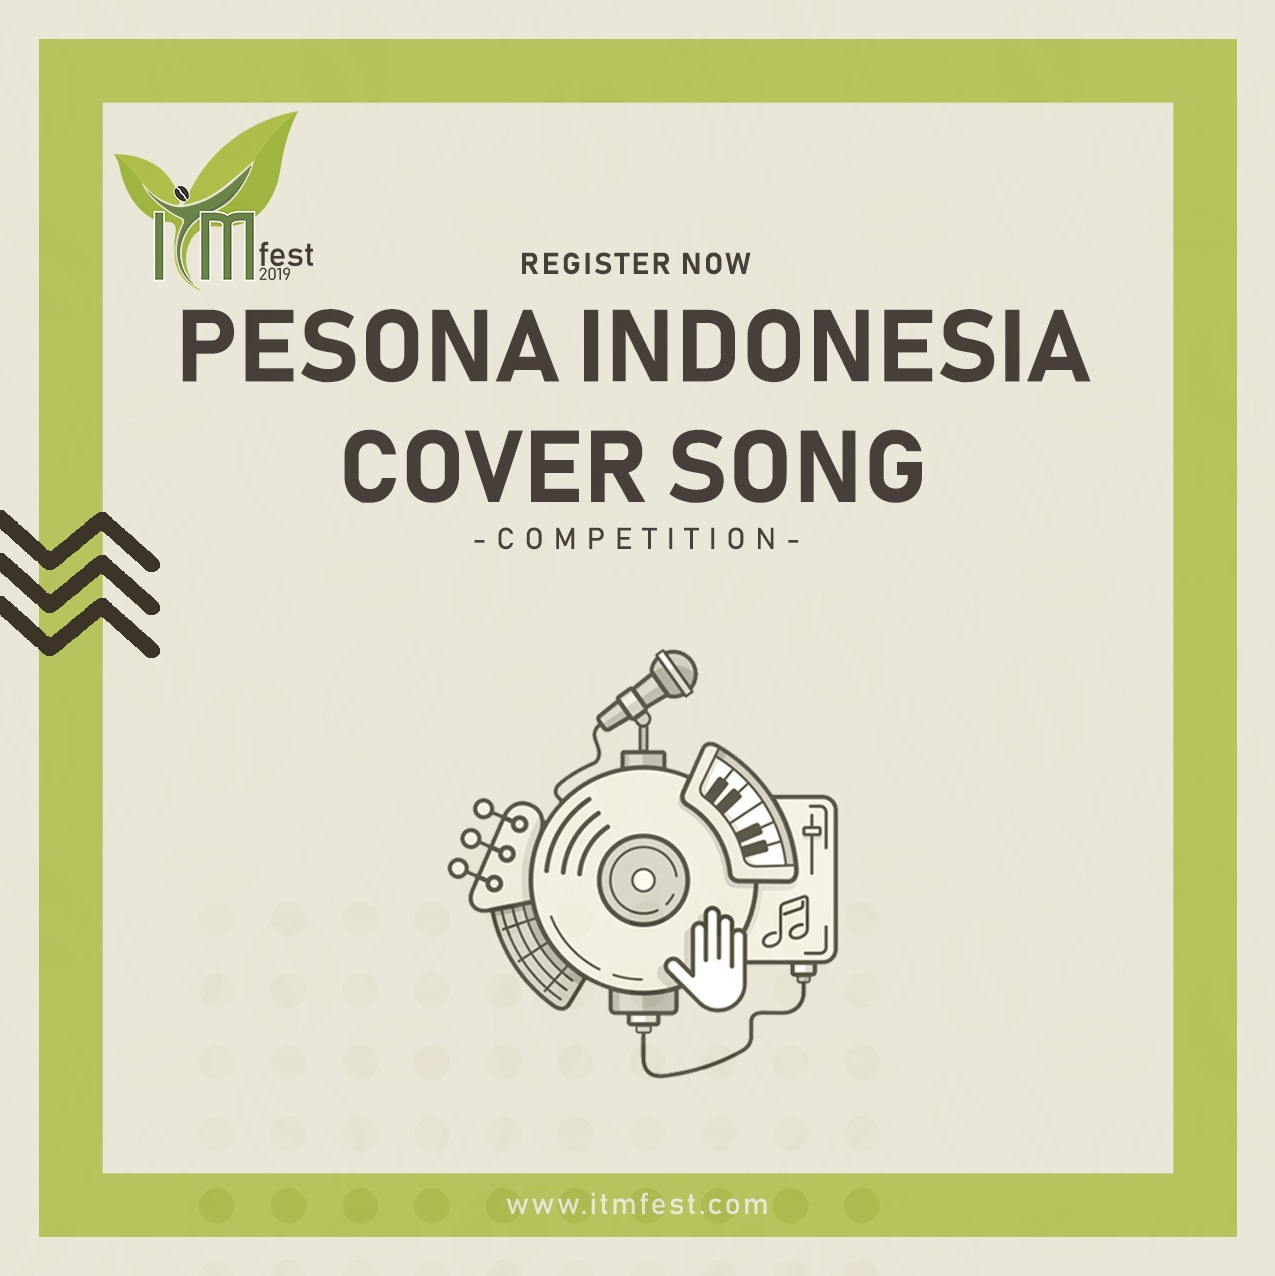 ITM fest
2019
REGISTER NOW
PESONA INDONESIA
COVER SONG
-COMPETITION-
www.itmfest.com